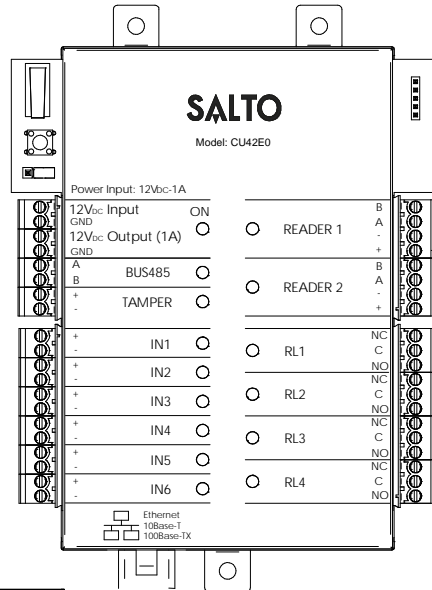 SALTO
Model: CU42E0
Power Input: 12VDC-1A
12VDC Input ON
GND
12VDC Output (1A)
GND
A
BUS485
B
+
TAMPER
-
+
IN1
-
+
IN2
-
+
IN3
-
+
IN4
-
+
IN5
-
+
IN6
-
B
A
READER 1
-
+
B
A
READER 2
-
+
NC
RL1 C
NO
NC
RL2 C
NO
NC
RL3 C
NO
NC
RL4 C
NO
Ethernet
10Base-T
100Base-TX